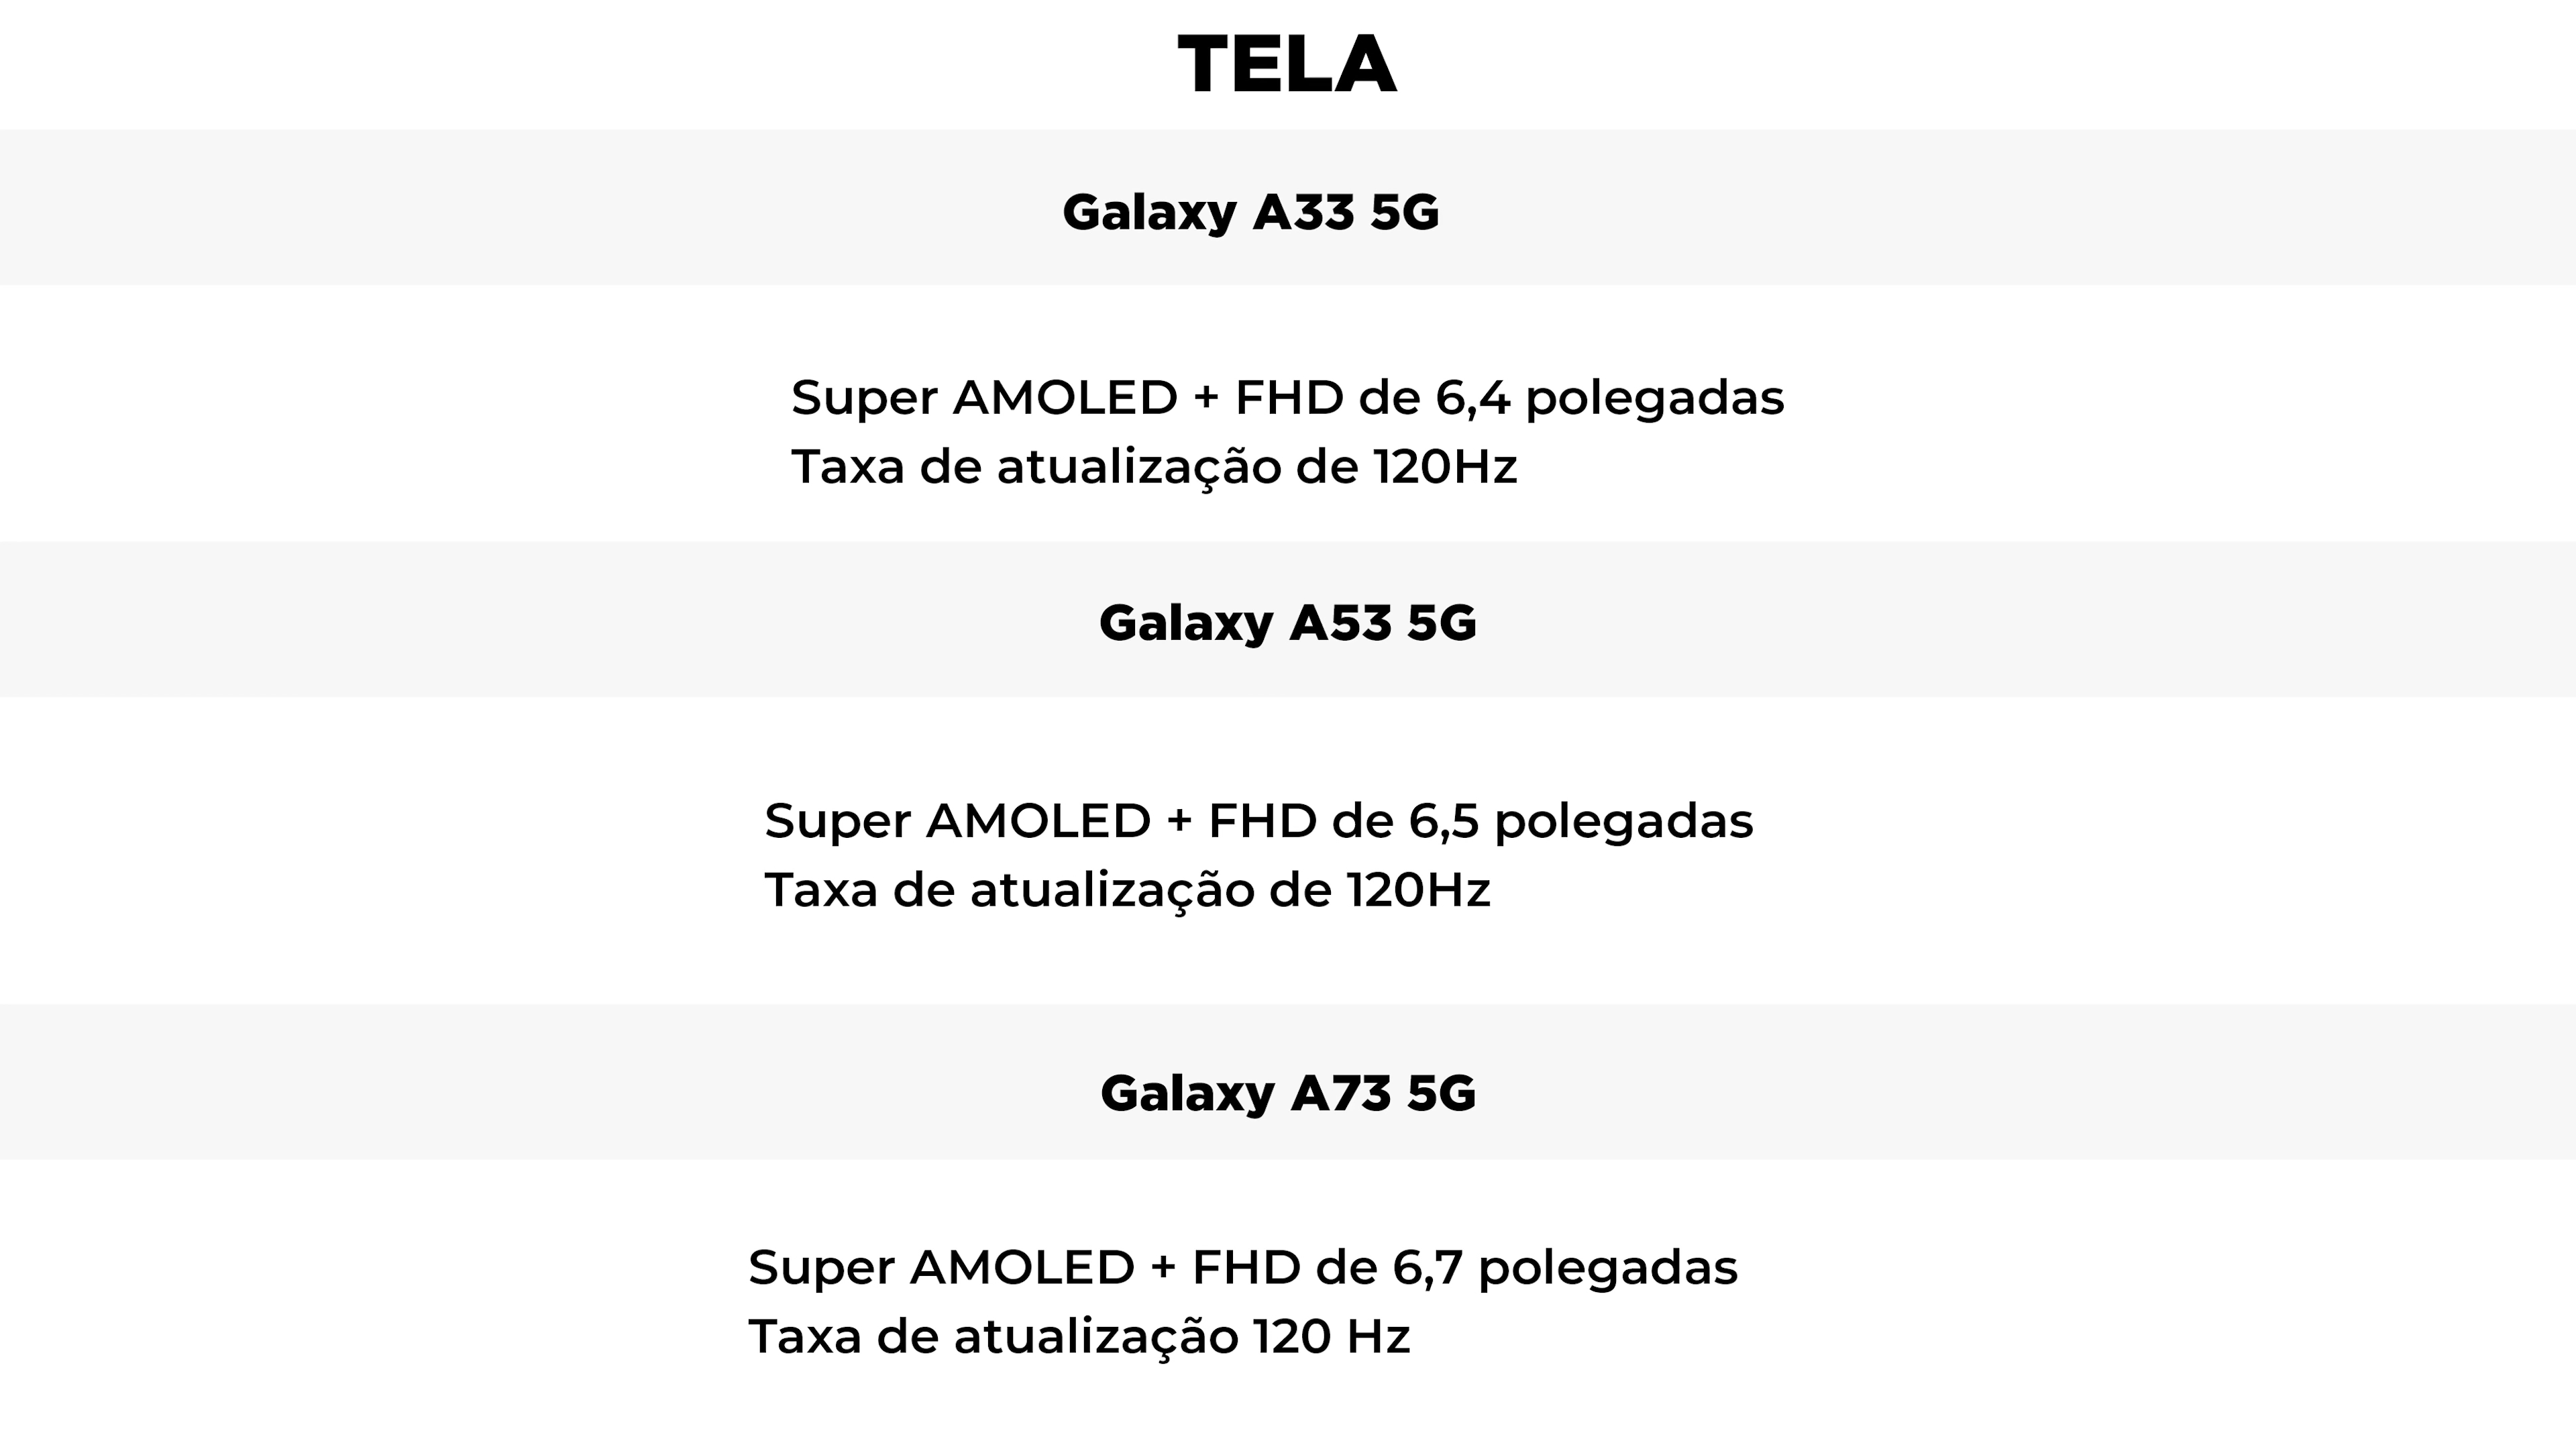 TELA
Galaxy A33 5G
Super AMOLED + FHD de 6,4 polegadas
Taxa de atualização de 120Hz
Galaxy A53 5G
Super AMOLED + FHD de 6,5 polegadas
Taxa de atualização de 120Hz
Galaxy A73 5G
Super AMOLED + FHD de 6,7 polegadas
Taxa de atualização 120 Hz